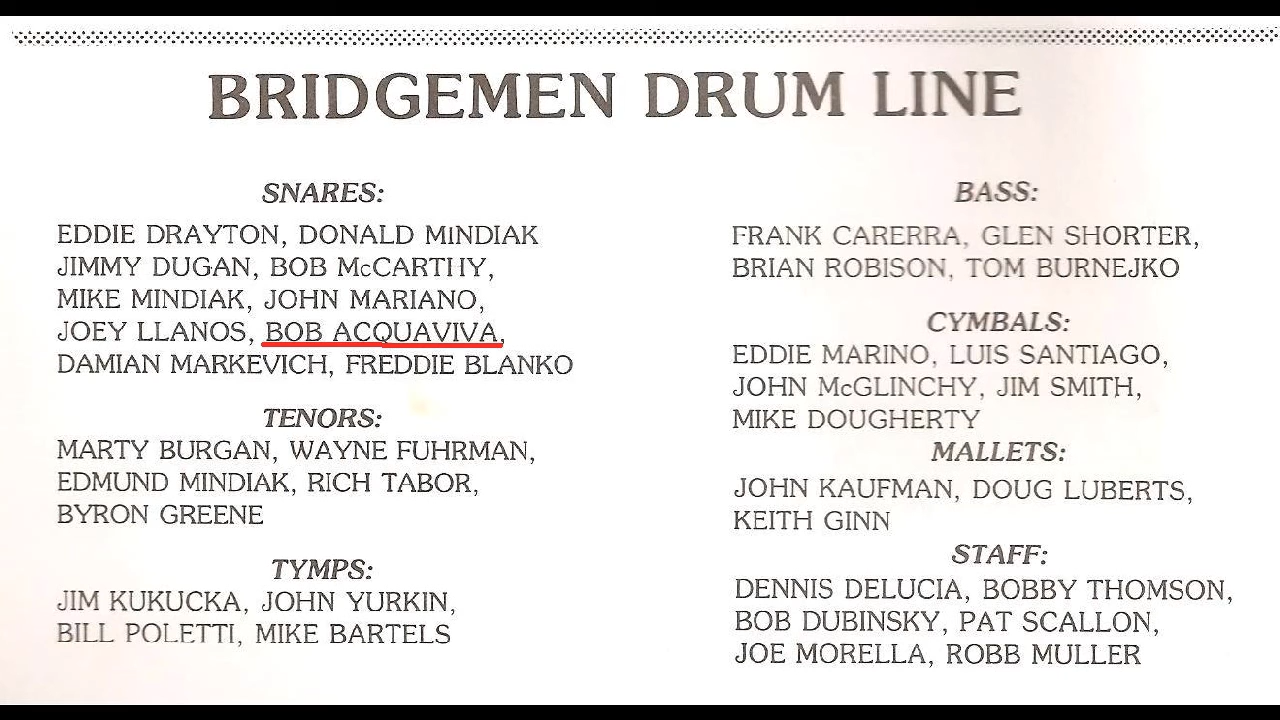 BRIDGEMEN DRUM LINE
SNARES:
EDDIE DRAYTON, DONALD MINDIAK
JIMMY DUGAN, BOB McCARTHY,
MIKE MINDIAK, JOHN MARIANO,
JOEY LLANOS, BOB ACQUAVIVA,
DAMIAN MARKEVICH, FREDDIE BLANKO
TENORS:
MARTY BURGAN, WAYNE FUHRMAN,
EDMUND MINDIAK, RICH TABOR,
BYRON GREENE
TYMPS:
JIM KUKUCKA, JOHN YURKIN,
BILL POLETTI, MIKE BARTELS
BASS:
FRANK CARERRA, GLEN SHORTER,
BRIAN ROBISON, TOM BURNEJKO
CYMBALS:
EDDIE MARINO, LUIS SANTIAGO,
JOHN McGLINCHY, JIM SMITH,
MIKE DOUGHERTY
MALLETS:
JOHN KAUFMAN, DOUG LUBERTS,
KEITH GINN
STAFF:
DENNIS DELUCIA, BOBBY THOMSON,
BOB DUBINSKY, PAT SCALLON,
JOE MORELLA, ROBB MULLER